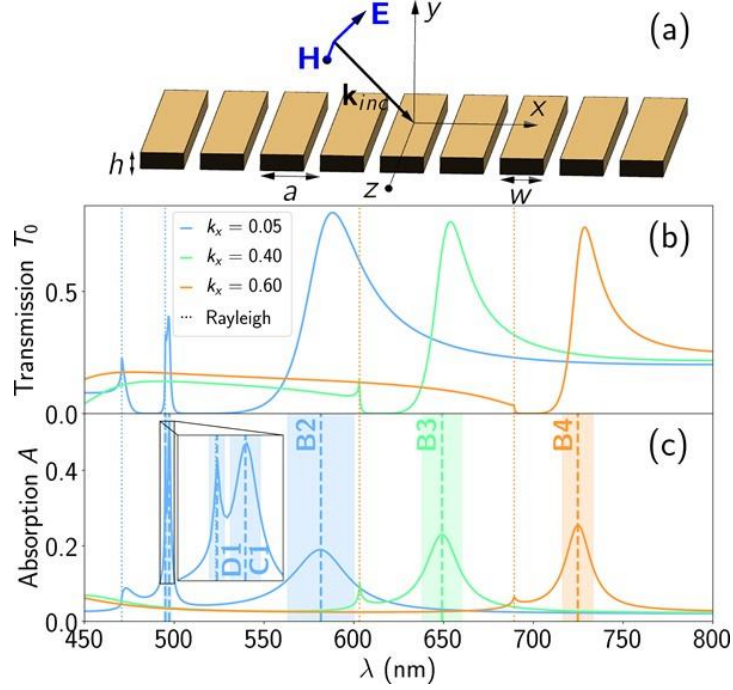 (a)
y
E
H
k_inc
x
h
a
z
w
(b)
Transmission T₀
k_x = 0.05
k_x = 0.40
k_x = 0.60
Rayleigh
0.5
0.0
(c)
Absorption A
B2
B3
B4
D1
C1
0.4
0.2
0.0
450 500 550 600 650 700 750 800
λ (nm)